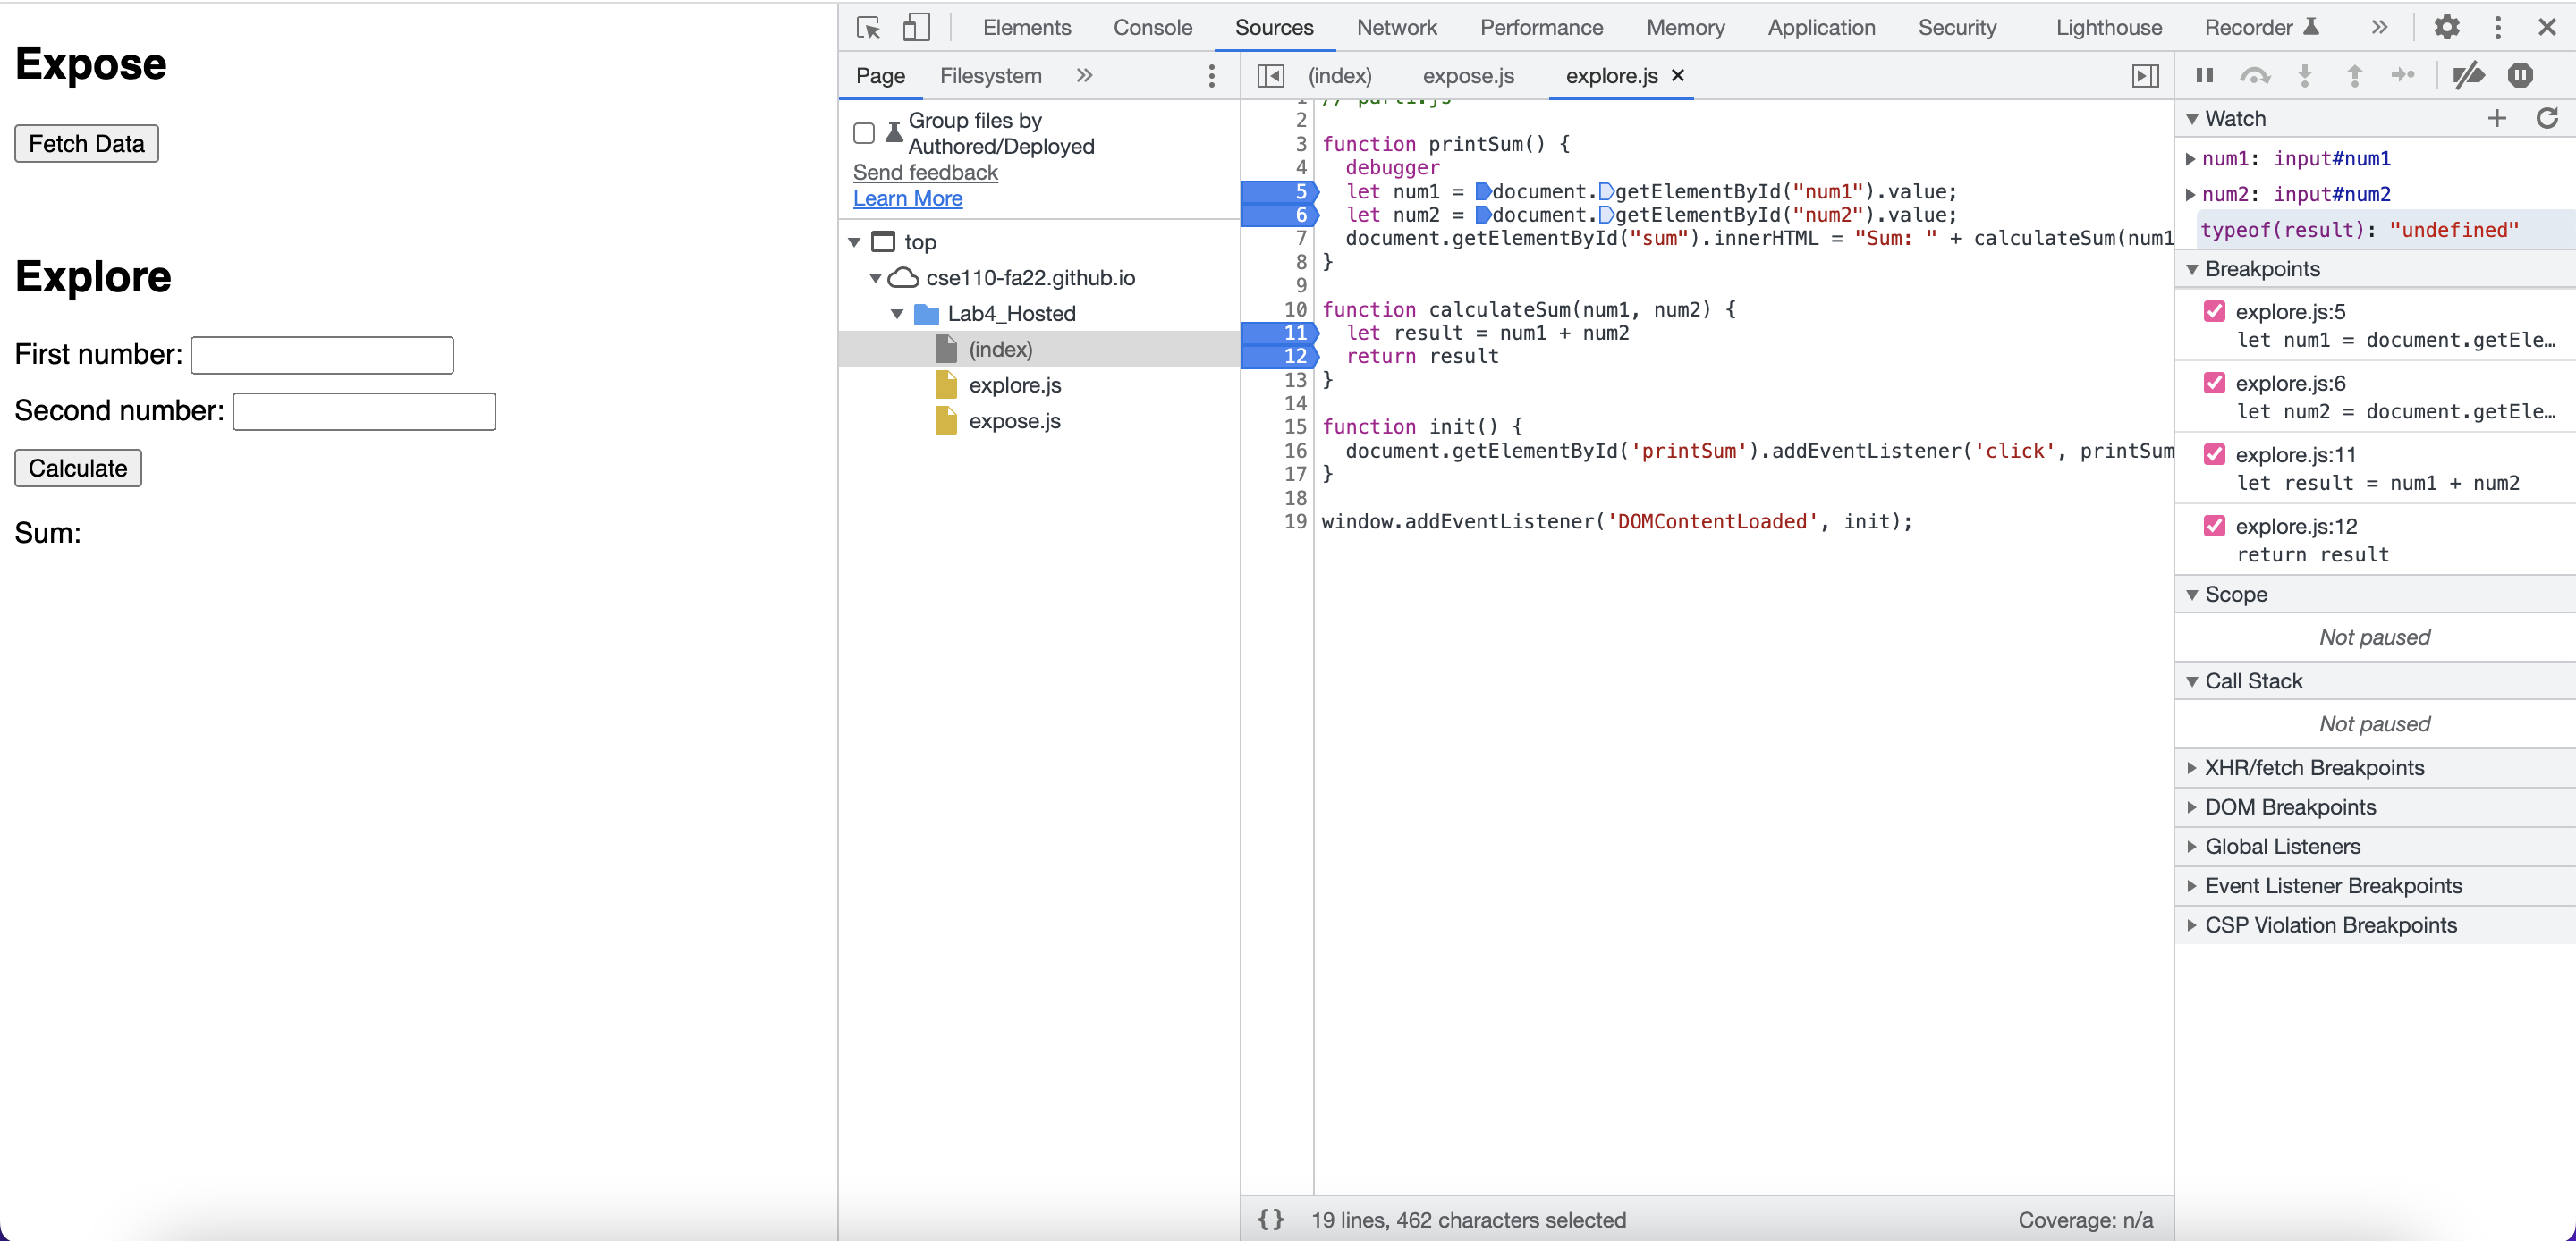 Expose
Fetch Data
Explore
First number:
Second number:
Calculate
Sum:
Elements Console Sources Network Performance Memory Application Security Lighthouse Recorder
Page Filesystem
Group files by
Authored/Deployed
Send feedback
Learn More
top
cse110-fa22.github.io
Lab4_Hosted
(index)
explore.js
expose.js
(index) expose.js explore.js
1 // part1.js
2
3 function printSum() {
4 debugger
5 let num1 = document.getElementById("num1").value;
6 let num2 = document.getElementById("num2").value;
7 document.getElementById("sum").innerHTML = "Sum: " + calculateSum(num1
8 }
9
10 function calculateSum(num1, num2) {
11 let result = num1 + num2
12 return result
13 }
14
15 function init() {
16 document.getElementById('printSum').addEventListener('click', printSum
17 }
18
19 window.addEventListener('DOMContentLoaded', init);
{} 19 lines, 462 characters selected
Coverage: n/a
Watch
num1: input#num1
num2: input#num2
typeof(result): "undefined"
Breakpoints
explore.js:5
let num1 = document.getEle…
explore.js:6
let num2 = document.getEle…
explore.js:11
let result = num1 + num2
explore.js:12
return result
Scope
Not paused
Call Stack
Not paused
XHR/fetch Breakpoints
DOM Breakpoints
Global Listeners
Event Listener Breakpoints
CSP Violation Breakpoints